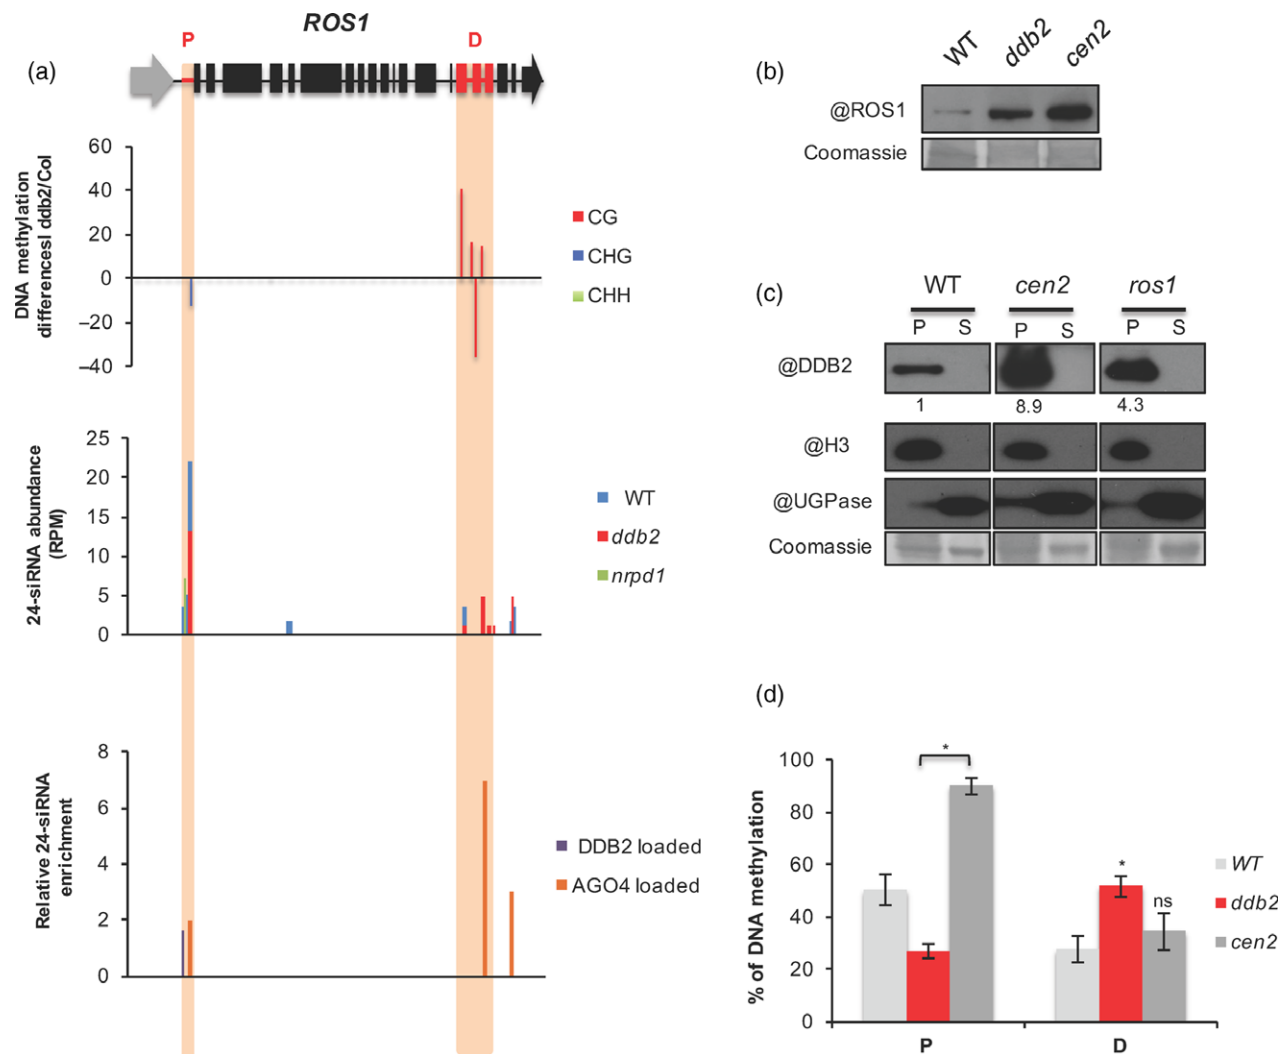 (a)
ROS1
P
D
DNA methylation
differencesI ddb2/Col
60
40
20
0
–20
–40
CG
CHG
CHH
24-siRNA abundance
(RPM)
25
20
15
10
5
0
WT
ddb2
nrpd1
Relative 24-siRNA
enrichment
8
6
4
2
0
DDB2 loaded
AGO4 loaded
(b)
WT
ddb2
cen2
@ROS1
Coomassie
(c)
WT
cen2
ros1
P S P S P S
@DDB2
1 8.9 4.3
@H3
@UGPase
Coomassie
(d)
% of DNA methylation
100
80
60
40
20
0
*
*
ns
P
D
WT
ddb2
cen2